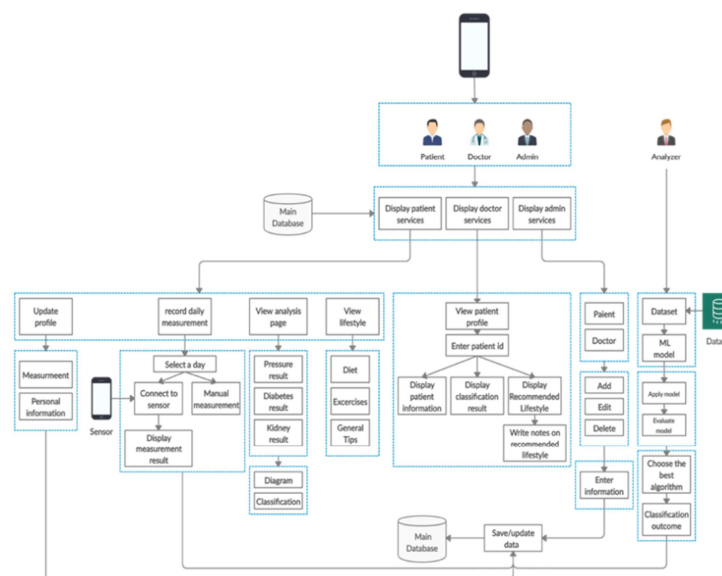 Patient
Doctor
Admin
Analyzer
Main
Database
Display patient
services
Display doctor
services
Display admin
services
Update
profile
record daily
measurement
View analysis
page
View
lifestyle
View patient
profile
Enter patient id
Paient
Doctor
Dataset
ML
model
Measurmeent
Personal
information
Select a day
Connect to
sensor
Manual
measurement
Sensor
Display
measurement
result
Pressure
result
Diabetes result
Kidney
result
Diagram
Classification
Diet
Excercises
General
Tips
Display
patient
information
Display
classification
result
Display
Recommended
Lifestyle
Write notes on
recommended
lifestyle
Add
Edit
Delete
Enter
information
Apply model
Evaluate
model
Choose the
best
algorithm
Classification
outcome
Main
Database
Save/update
data